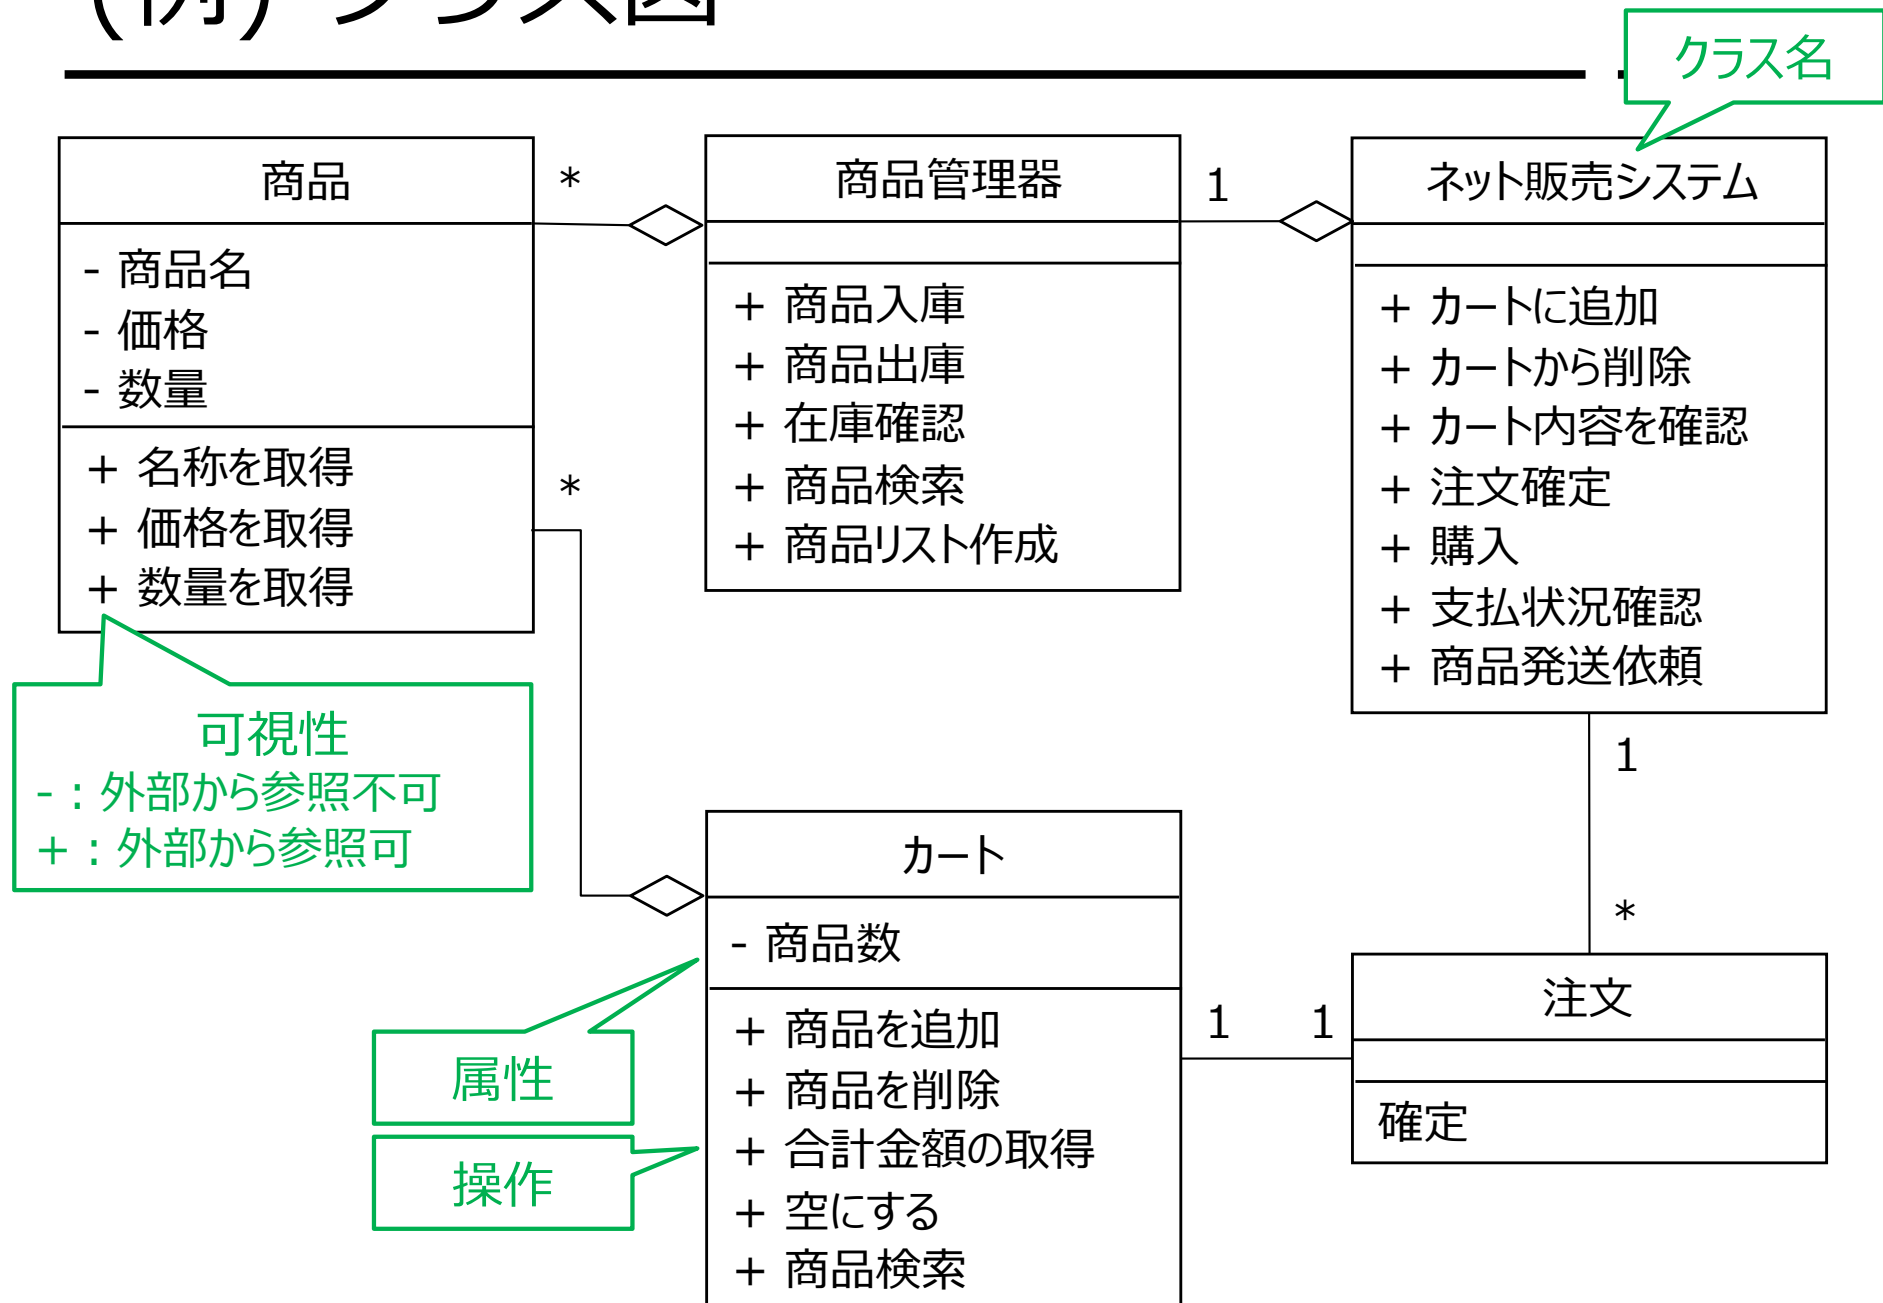 (例) クラス図
クラス名
商品
- 商品名
- 価格
- 数量
+ 名称を取得
+ 価格を取得
+ 数量を取得
*
*
商品管理器
+ 商品入庫
+ 商品出庫
+ 在庫確認
+ 商品検索
+ 商品リスト作成
1
ネット販売システム
+ カートに追加
+ カートから削除
+ カート内容を確認
+ 注文確定
+ 購入
+ 支払状況確認
+ 商品発送依頼
可視性
- : 外部から参照不可
+ : 外部から参照可
1
*
カート
- 商品数
+ 商品を追加
+ 商品を削除
+ 合計金額の取得
+ 空にする
+ 商品検索
属性
操作
1
1
注文
確定